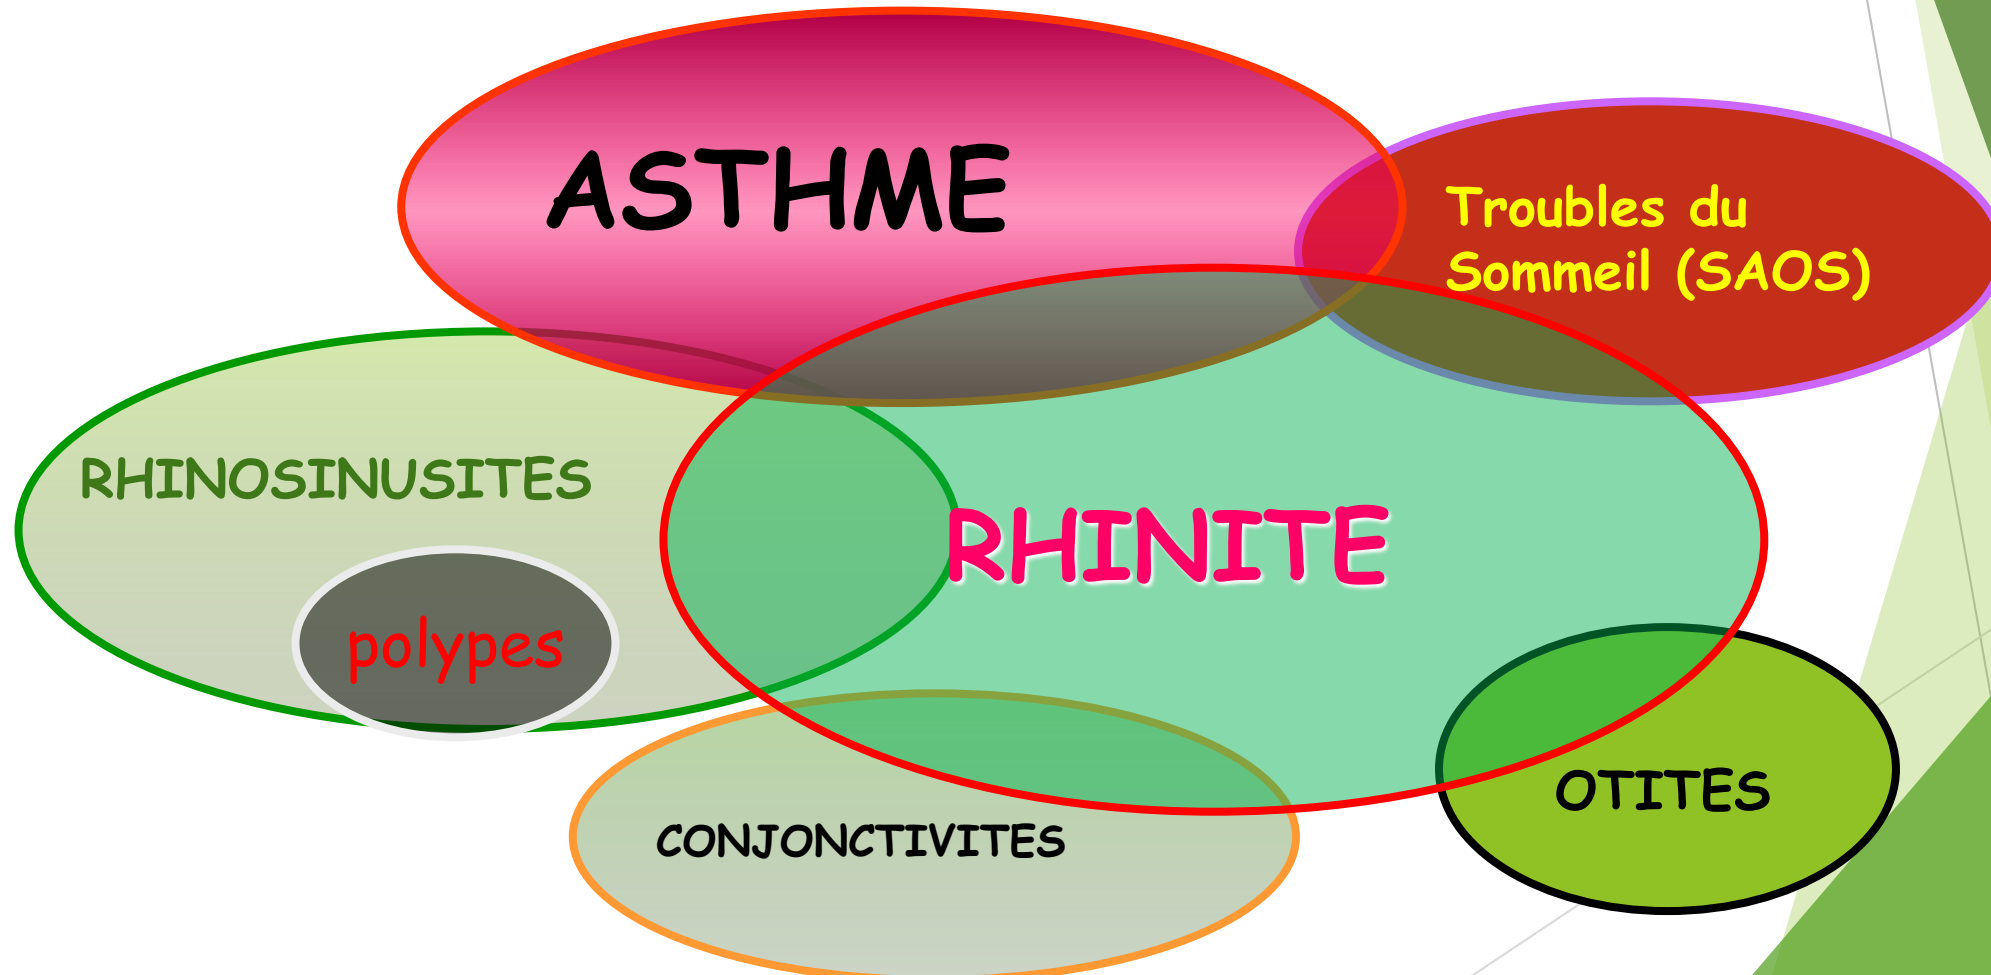 ASTHME
Troubles du
Sommeil (SAOS)
RHINOSINUSITES
RHINITE
polypes
OTITES
CONJONCTIVITES